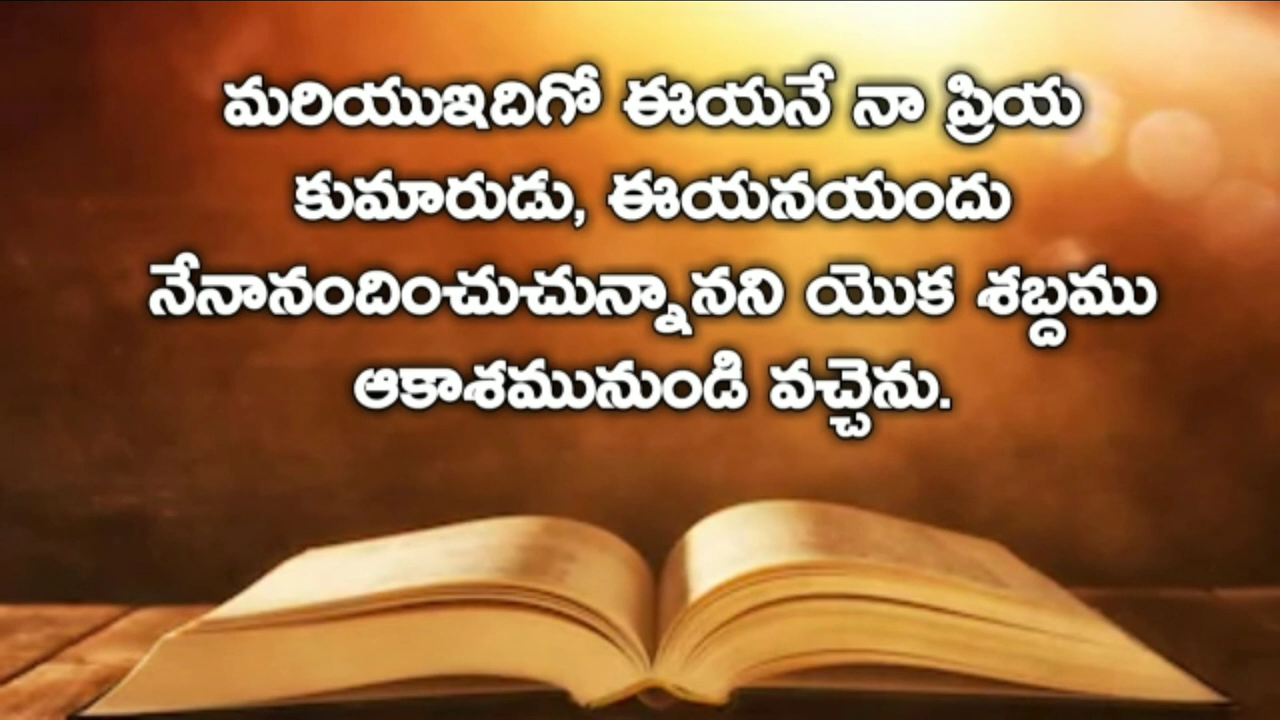 మరియుఇదిగో ఈయనే నా ప్రియ
కుమారుడు, ఈయనయందు
నేనానందించుచున్నానని యొక శబ్దము
ఆకాశమునుండి వచ్చెను.